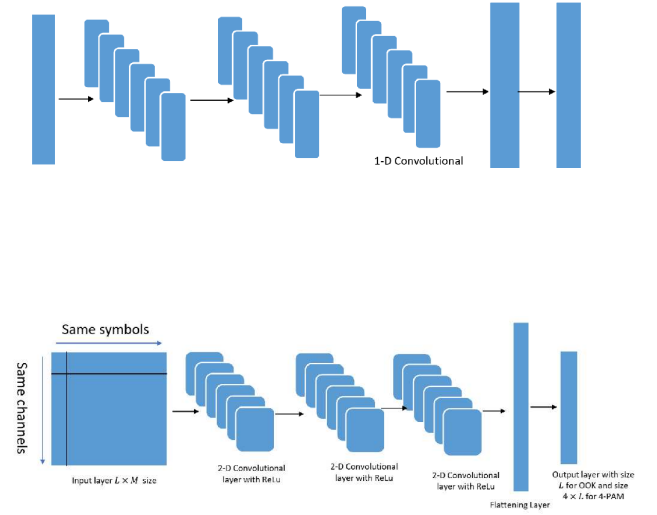 1-D Convolutional
Same symbols
Same channels
Input layer L × M size
2-D Convolutional
layer with ReLu
2-D Convolutional
layer with ReLu
2-D Convolutional
layer with ReLu
Flattening Layer
Output layer with size
L for OOK and size
4 × L for 4-PAM